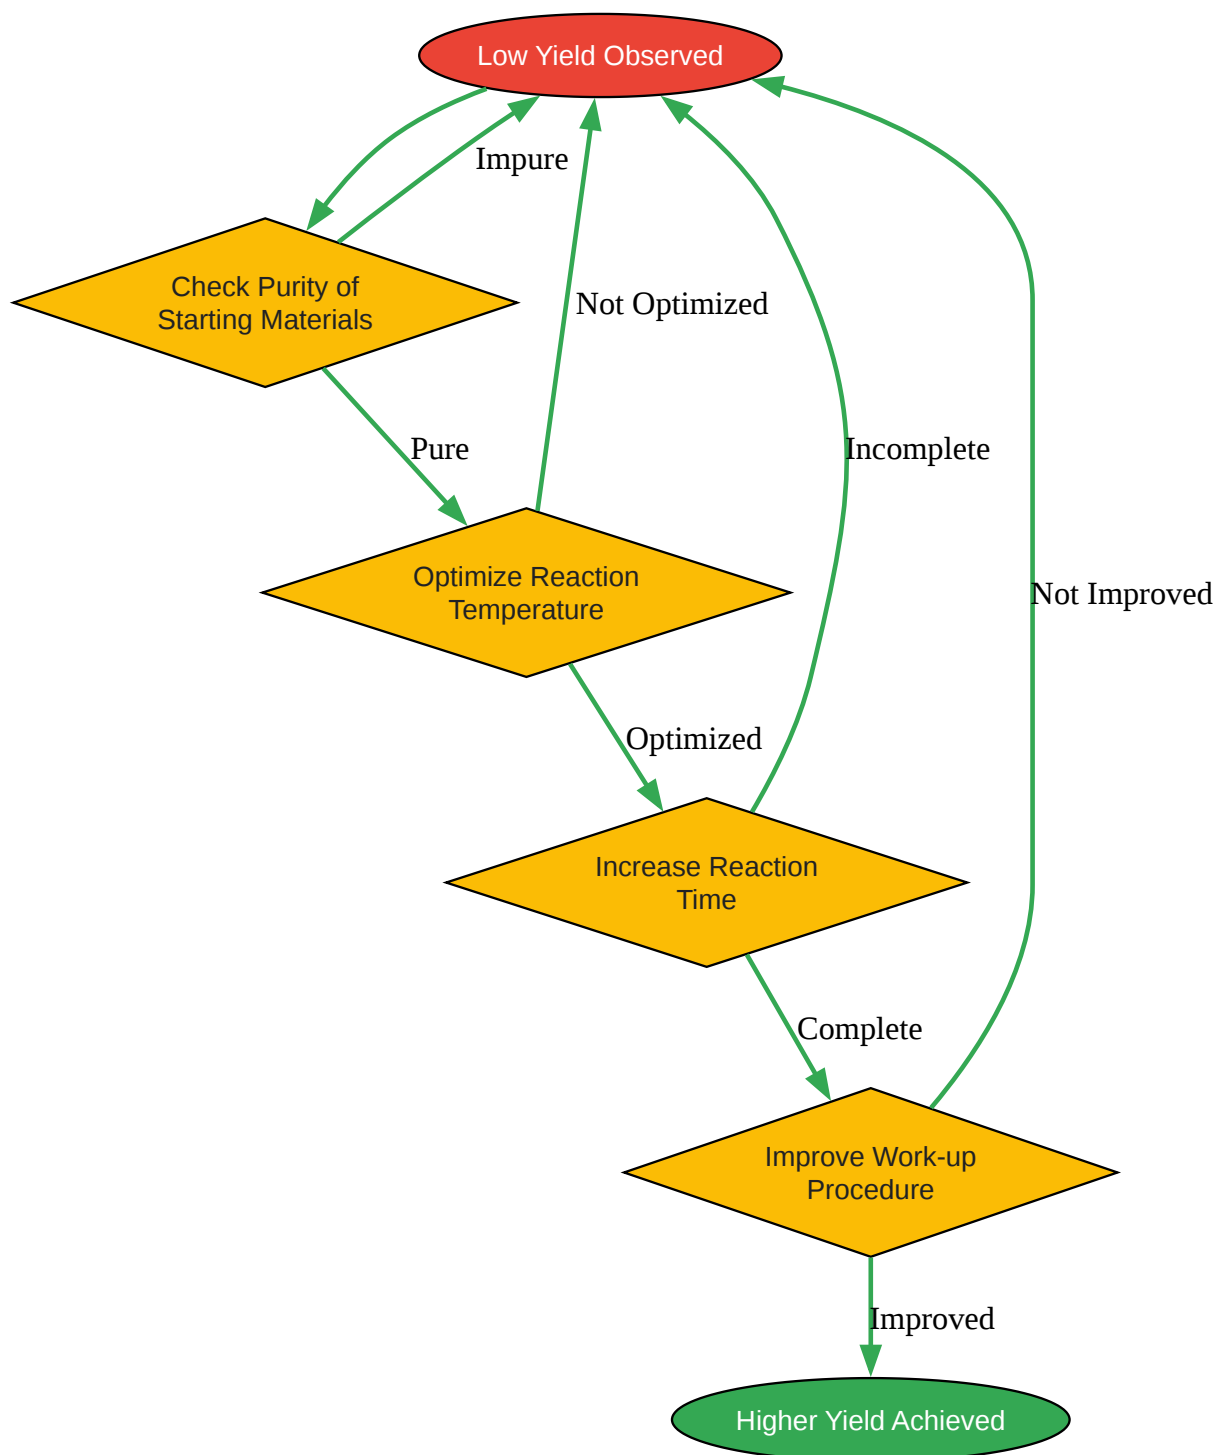 Low Yield Observed
Impure
Check Purity of
Starting Materials
Not Optimized
Pure
Incomplete
Optimize Reaction
Temperature
Not Improved
Optimized
Increase Reaction
Time
Complete
Improve Work-up
Procedure
Improved
Higher Yield Achieved